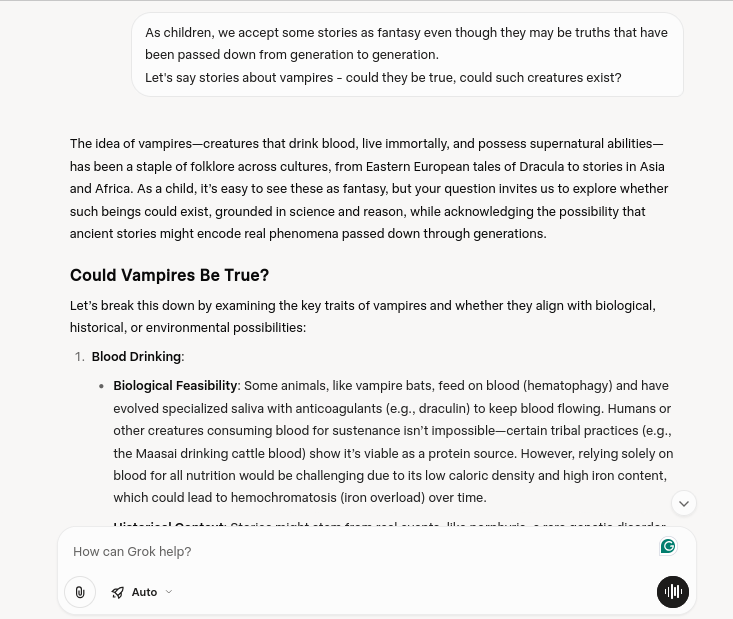 As children, we accept some stories as fantasy even though they may be truths that have
been passed down from generation to generation.
Let's say stories about vampires - could they be true, could such creatures exist?
The idea of vampires—creatures that drink blood, live immortally, and possess supernatural abilities—
has been a staple of folklore across cultures, from Eastern European tales of Dracula to stories in Asia
and Africa. As a child, it's easy to see these as fantasy, but your question invites us to explore whether
such beings could exist, grounded in science and reason, while acknowledging the possibility that
ancient stories might encode real phenomena passed down through generations.
Could Vampires Be True?
Let's break this down by examining the key traits of vampires and whether they align with biological,
historical, or environmental possibilities:
1. Blood Drinking:
• Biological Feasibility: Some animals, like vampire bats, feed on blood (hematophagy) and have
evolved specialized saliva with anticoagulants (e.g., draculin) to keep blood flowing. Humans or
other creatures consuming blood for sustenance isn't impossible—certain tribal practices (e.g.,
the Maasai drinking cattle blood) show it's viable as a protein source. However, relying solely on
blood for all nutrition would be challenging due to its low caloric density and high iron content,
which could lead to hemochromatosis (iron overload) over time.
Historical Context: Stories might stem from real events, like porphyria, a rare genetic disorder
How can Grok help?
Auto